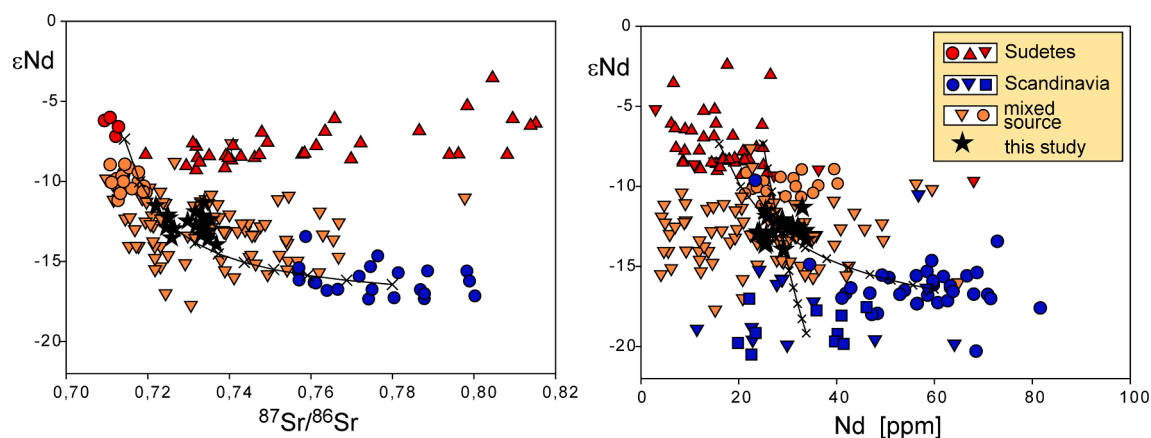 εNd
0
-5
-10
-15
-20
0,70 0,72 0,74 0,76 0,78 0,80 0,82
⁸⁷Sr/⁸⁶Sr
εNd
0
-5
-10
-15
-20
0 20 40 60 80 100
Nd [ppm]
Sudetes
Scandinavia
mixed
source
this study